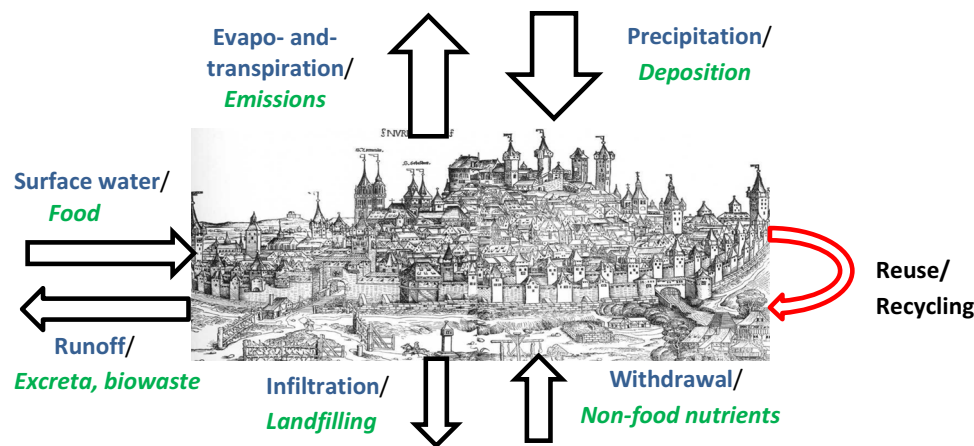 Evapo- and-
transpiration/
Emissions
Precipitation/
Deposition
Surface water/
Food
Reuse/
Recycling
Runoff/
Excreta, biowaste
Infiltration/
Landfilling
Withdrawal/
Non-food nutrients